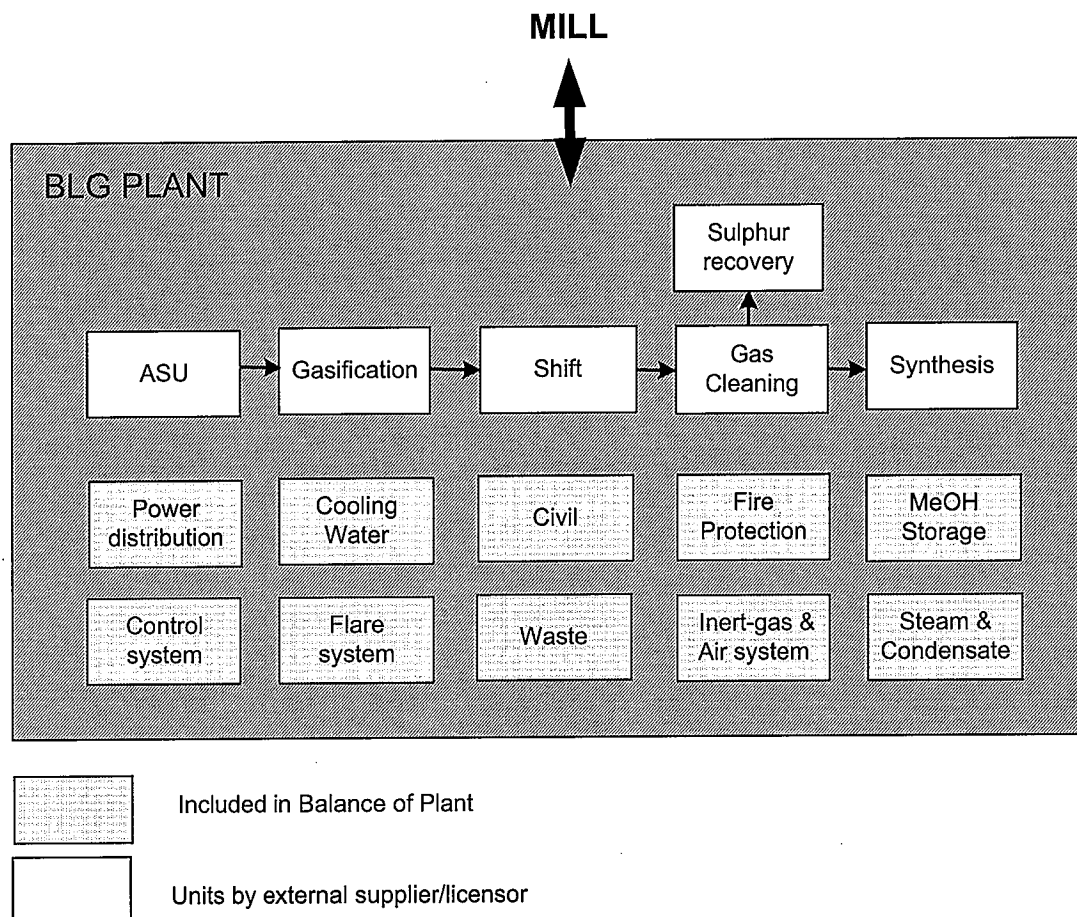 MILL
BLG PLANT
Sulphur
recovery
ASU
Gasification
Shift
Gas
Cleaning
Synthesis
Power
distribution
Cooling
Water
Civil
Fire
Protection
MeOH
Storage
Control
system
Flare
system
Waste
Inert-gas &
Air system
Steam &
Condensate
Included in Balance of Plant
Units by external supplier/licensor